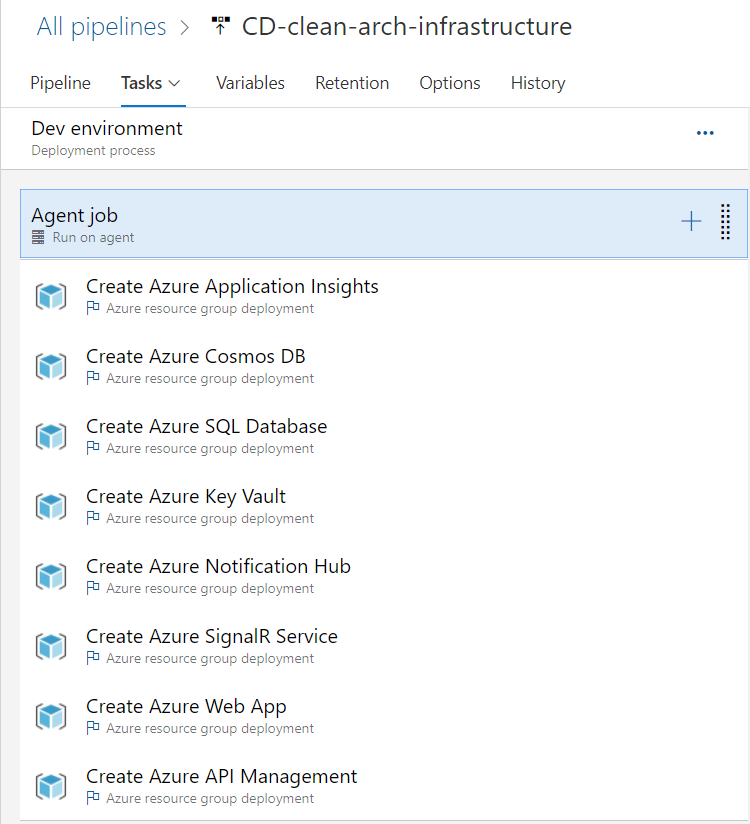 All pipelines > CD-clean-arch-infrastructure
Pipeline Tasks Variables Retention Options History
Dev environment
Deployment process
Agent job
Run on agent
Create Azure Application Insights
Azure resource group deployment
Create Azure Cosmos DB
Azure resource group deployment
Create Azure SQL Database
Azure resource group deployment
Create Azure Key Vault
Azure resource group deployment
Create Azure Notification Hub
Azure resource group deployment
Create Azure SignalR Service
Azure resource group deployment
Create Azure Web App
Azure resource group deployment
Create Azure API Management
Azure resource group deployment